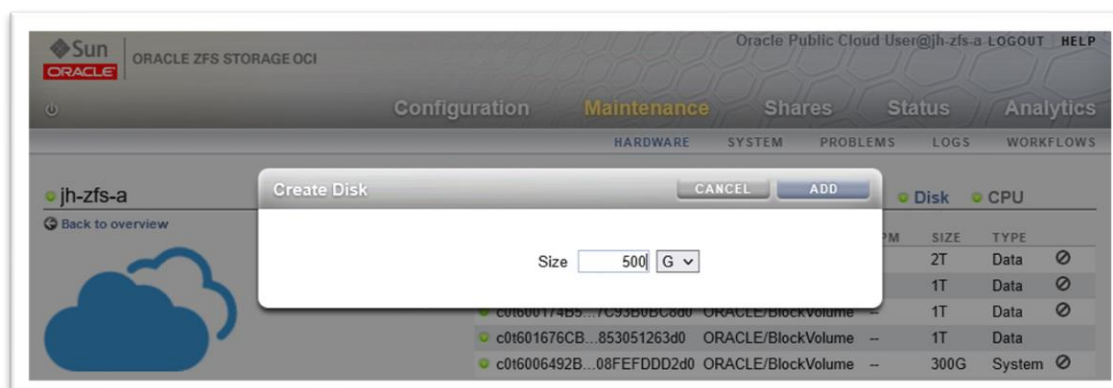 Sun
ORACLE
ORACLE ZFS STORAGE OCI
Oracle Public Cloud User@jh-zfs-a LOGOUT HELP
Configuration Maintenance Shares Status Analytics
HARDWARE SYSTEM PROBLEMS LOGS WORKFLOWS
jh-zfs-a
Disk CPU
Back to overview
Create Disk CANCEL ADD
Size 500 G
SIZE TYPE
2T Data
1T Data
ORACLE/BlockVolume -- 1T Data
c0t601676CB...853051263d0 ORACLE/BlockVolume -- 1T Data
c0t6006492B...08FEFDDD2d0 ORACLE/BlockVolume -- 300G System